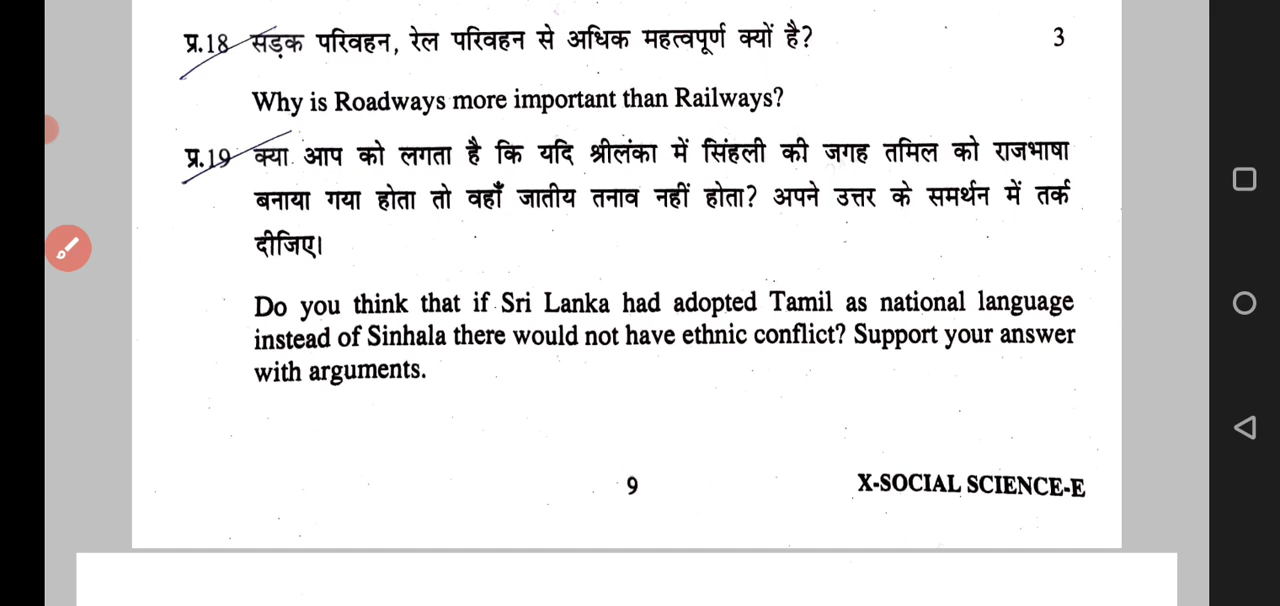 प्र.18 सड़क परिवहन, रेल परिवहन से अधिक महत्वपूर्ण क्यों है? 3
Why is Roadways more important than Railways?
प्र.19 क्या आप को लगता है कि यदि श्रीलंका में सिंहली की जगह तमिल को राजभाषा
बनाया गया होता तो वहाँ जातीय तनाव नहीं होता? अपने उत्तर के समर्थन में तर्क
दीजिए।
Do you think that if Sri Lanka had adopted Tamil as national language
instead of Sinhala there would not have ethnic conflict? Support your answer
with arguments.
9 X-SOCIAL SCIENCE-E